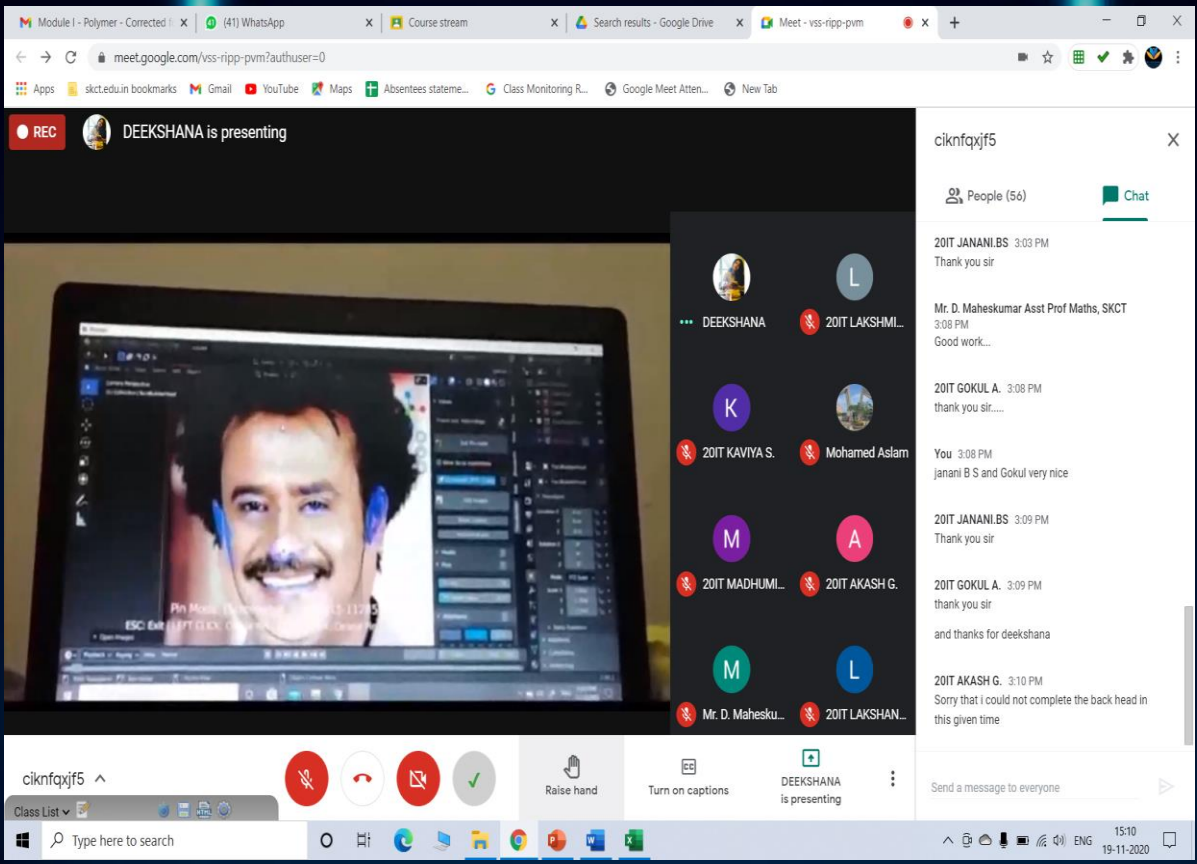 Module I - Polymer - Corrected f
(41) WhatsApp
Course stream
Search results - Google Drive
Meet - vss-ripp-pvm
meet.google.com/vss-ripp-pvm?authuser=0
Apps
skct.edu.in bookmarks
Gmail
YouTube
Maps
Absentees stateme...
Class Monitoring R...
Google Meet Atten...
New Tab
REC
DEEKSHANA is presenting
Pin Mode:
ESC: Exit | LEFT CLICK:
DEEKSHANA
20IT LAKSHMI...
K
L
20IT KAVIYA S.
Mohamed Aslam
M
A
20IT MADHUMI...
20IT AKASH G.
M
L
Mr. D. Mahesku...
20IT LAKSHAN...
ciknfqxjf5
People (56)
Chat
20IT JANANI.BS 3:03 PM
Thank you sir
Mr. D. Maheskumar Asst Prof Maths, SKCT
3:08 PM
Good work...
20IT GOKUL A. 3:08 PM
thank you sir.....
You 3:08 PM
janani B S and Gokul very nice
20IT JANANI.BS 3:09 PM
Thank you sir
20IT GOKUL A. 3:09 PM
thank you sir
and thanks for deekshana
20IT AKASH G. 3:10 PM
Sorry that i could not complete the back head in
this given time
Send a message to everyone
ciknfqxjf5
Class List
Raise hand
Turn on captions
DEEKSHANA
is presenting
Type here to search
ENG
15:10
19-11-2020